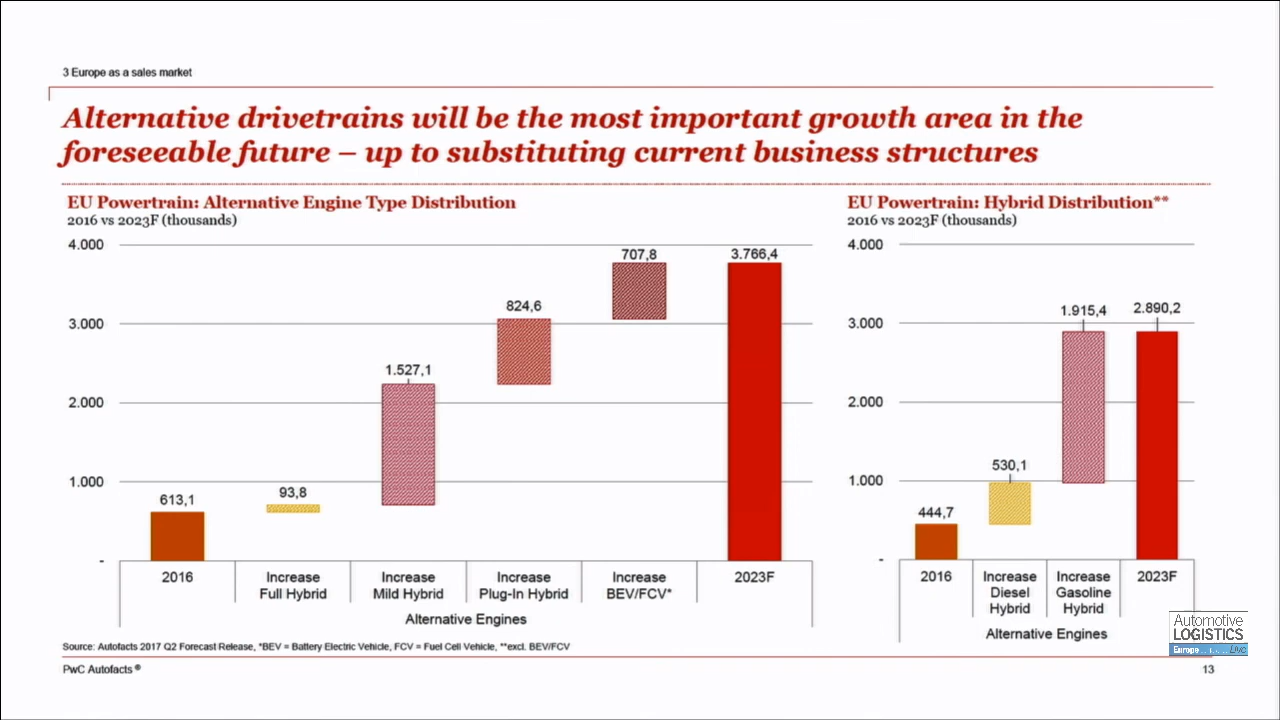 3 Europe as a sales market
Alternative drivetrains will be the most important growth area in the
foreseeable future – up to substituting current business structures
EU Powertrain: Alternative Engine Type Distribution
2016 vs 2023F (thousands)
4.000
3.000
2.000
1.000
-
613,1
93,8
1.527,1
824,6
707,8
3.766,4
2016
Increase
Full Hybrid
Increase
Mild Hybrid
Increase
Plug-In Hybrid
Increase
BEV/FCV*
2023F
Alternative Engines
EU Powertrain: Hybrid Distribution**
2016 vs 2023F (thousands)
4.000
3.000
2.000
1.000
-
444,7
530,1
1.915,4
2.890,2
2016
Increase
Diesel
Hybrid
Increase
Gasoline
Hybrid
2023F
Alternative Engines
Source: Autofacts 2017 Q2 Forecast Release, *BEV = Battery Electric Vehicle, FCV = Fuel Cell Vehicle, **excl. BEV/FCV
PwC Autofacts ®
13
Automotive
LOGISTICS
Europe Live